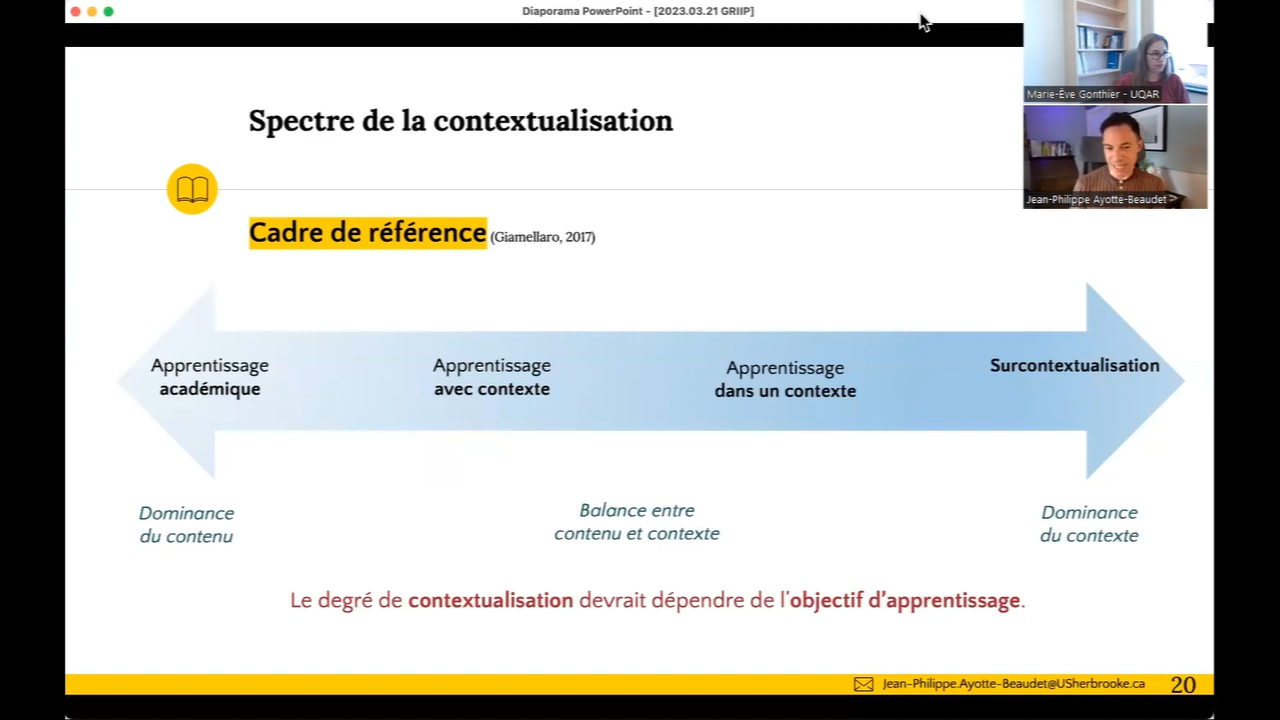 Diaporama PowerPoint - [2023.03.21 GRIIP]
Marie-Ève Gonthier - UQAR
Jean-Philippe Ayotte-Beaudet
Spectre de la contextualisation
Cadre de référence (Giamellaro, 2017)
Apprentissage
académique
Apprentissage
avec contexte
Apprentissage
dans un contexte
Surcontextualisation
Dominance
du contenu
Balance entre
contenu et contexte
Dominance
du contexte
Le degré de contextualisation devrait dépendre de l'objectif d'apprentissage.
Jean-Philippe.Ayotte-Beaudet@USherbrooke.ca
20